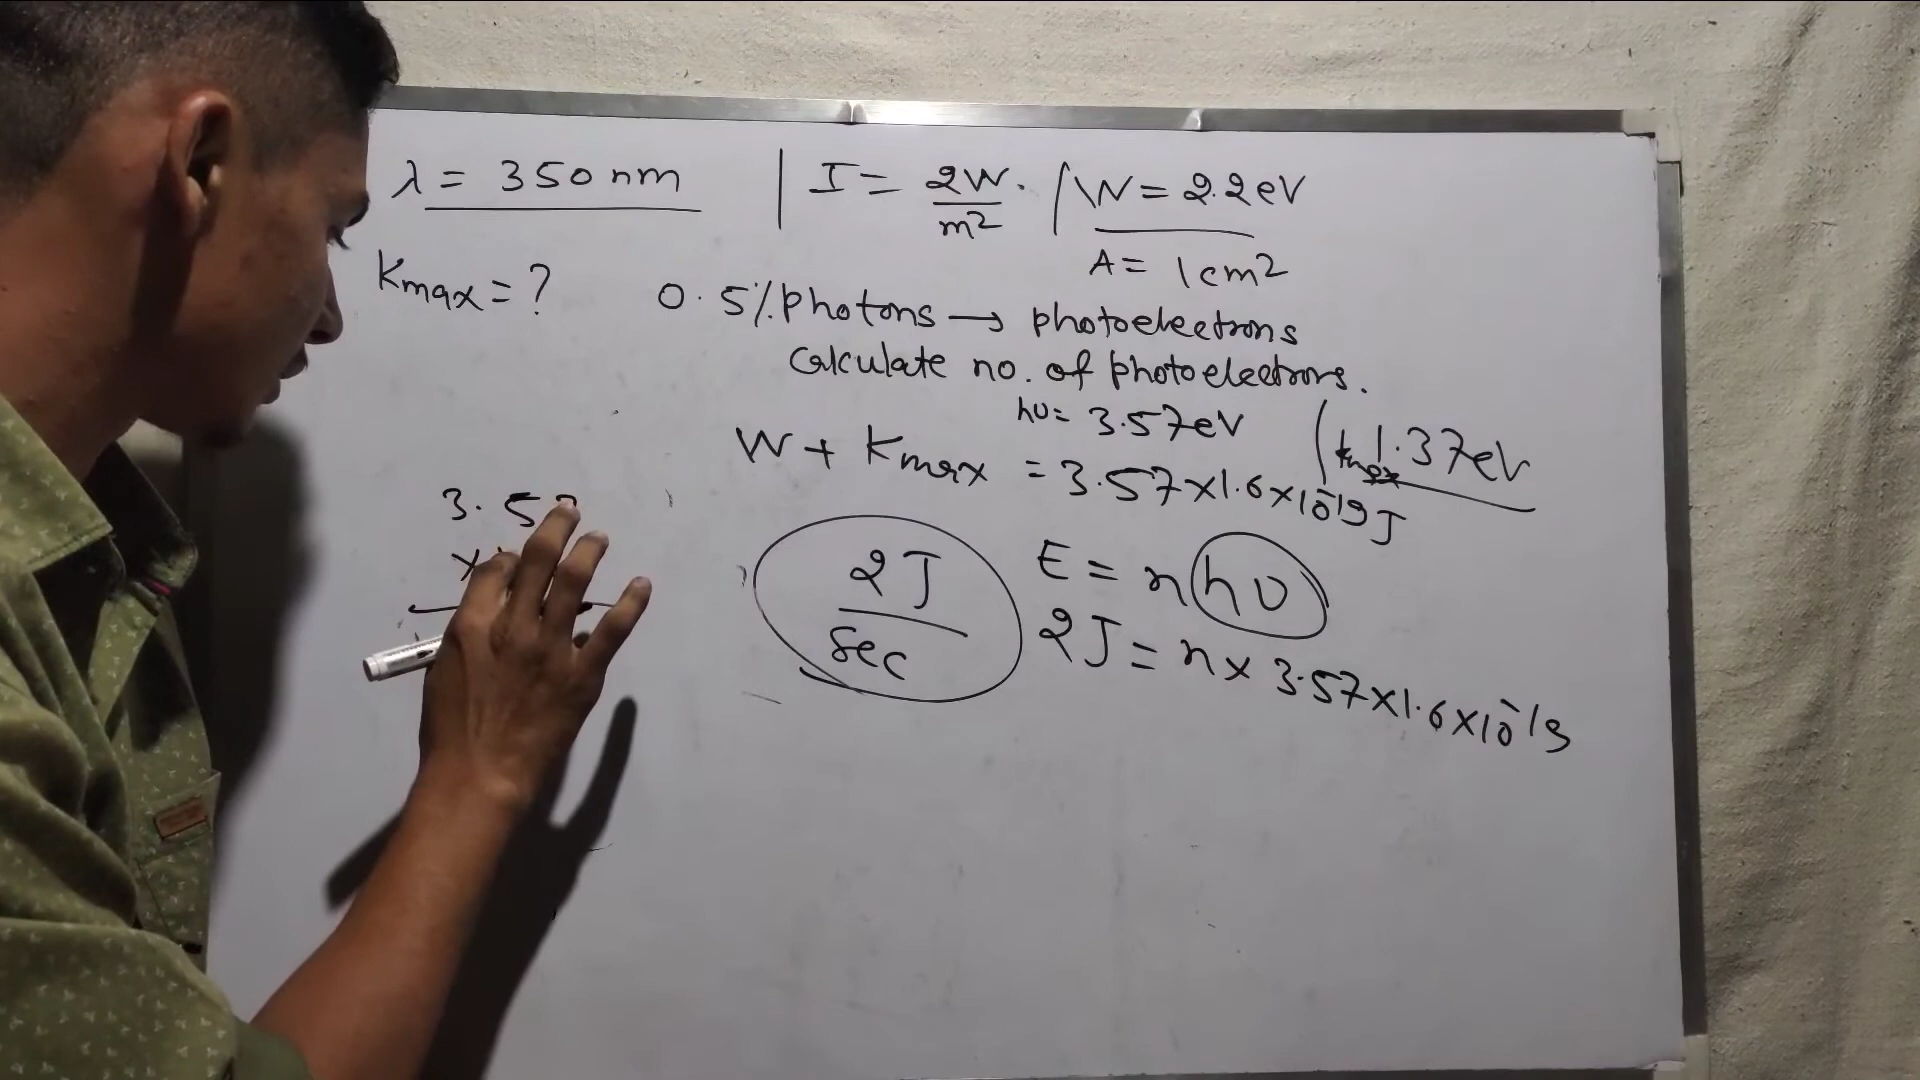 λ = 350 nm | I = 2W/m² / W = 2.2eV
A = 1cm²
Kmax = ?
0.5% Photons → photoelectrons
Calculate no. of photoelectrons.
hυ = 3.57eV
Kmax 1.37eV
W + Kmax = 3.57×1.6×10⁻¹⁹J
3.5
×
2J/sec
E = nhυ
2J = n× 3.57×1.6×10⁻¹⁹